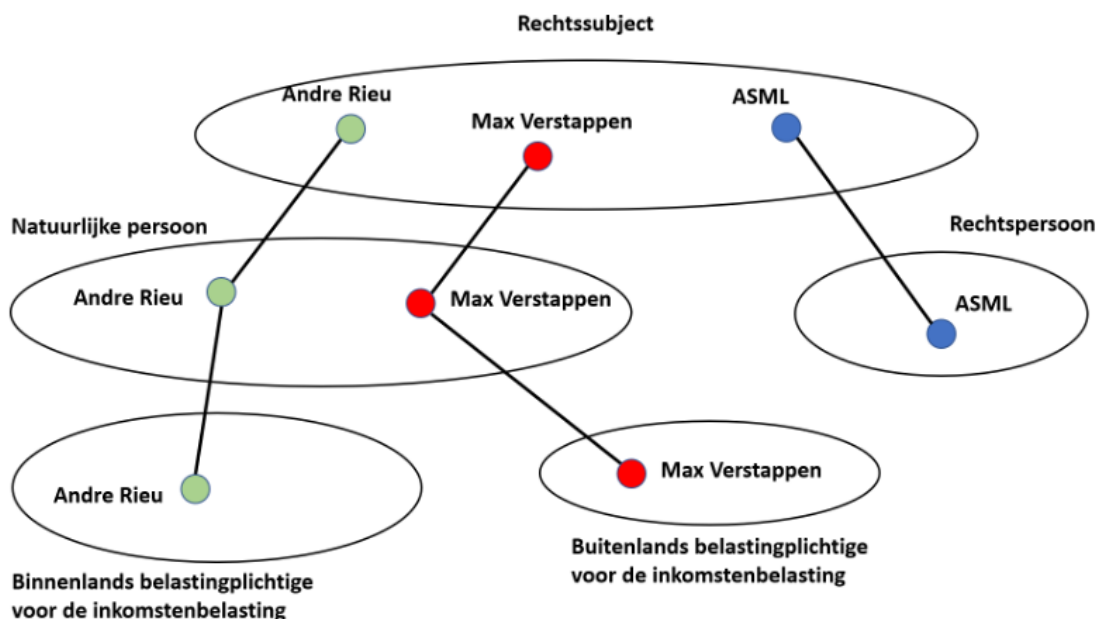 Rechtssubject
Andre Rieu
Max Verstappen
ASML
Natuurlijke persoon
Rechtspersoon
Andre Rieu
Max Verstappen
ASML
Andre Rieu
Max Verstappen
Buitenlands belastingplichtige
voor de inkomstenbelasting
Binnenlands belastingplichtige
voor de inkomstenbelasting